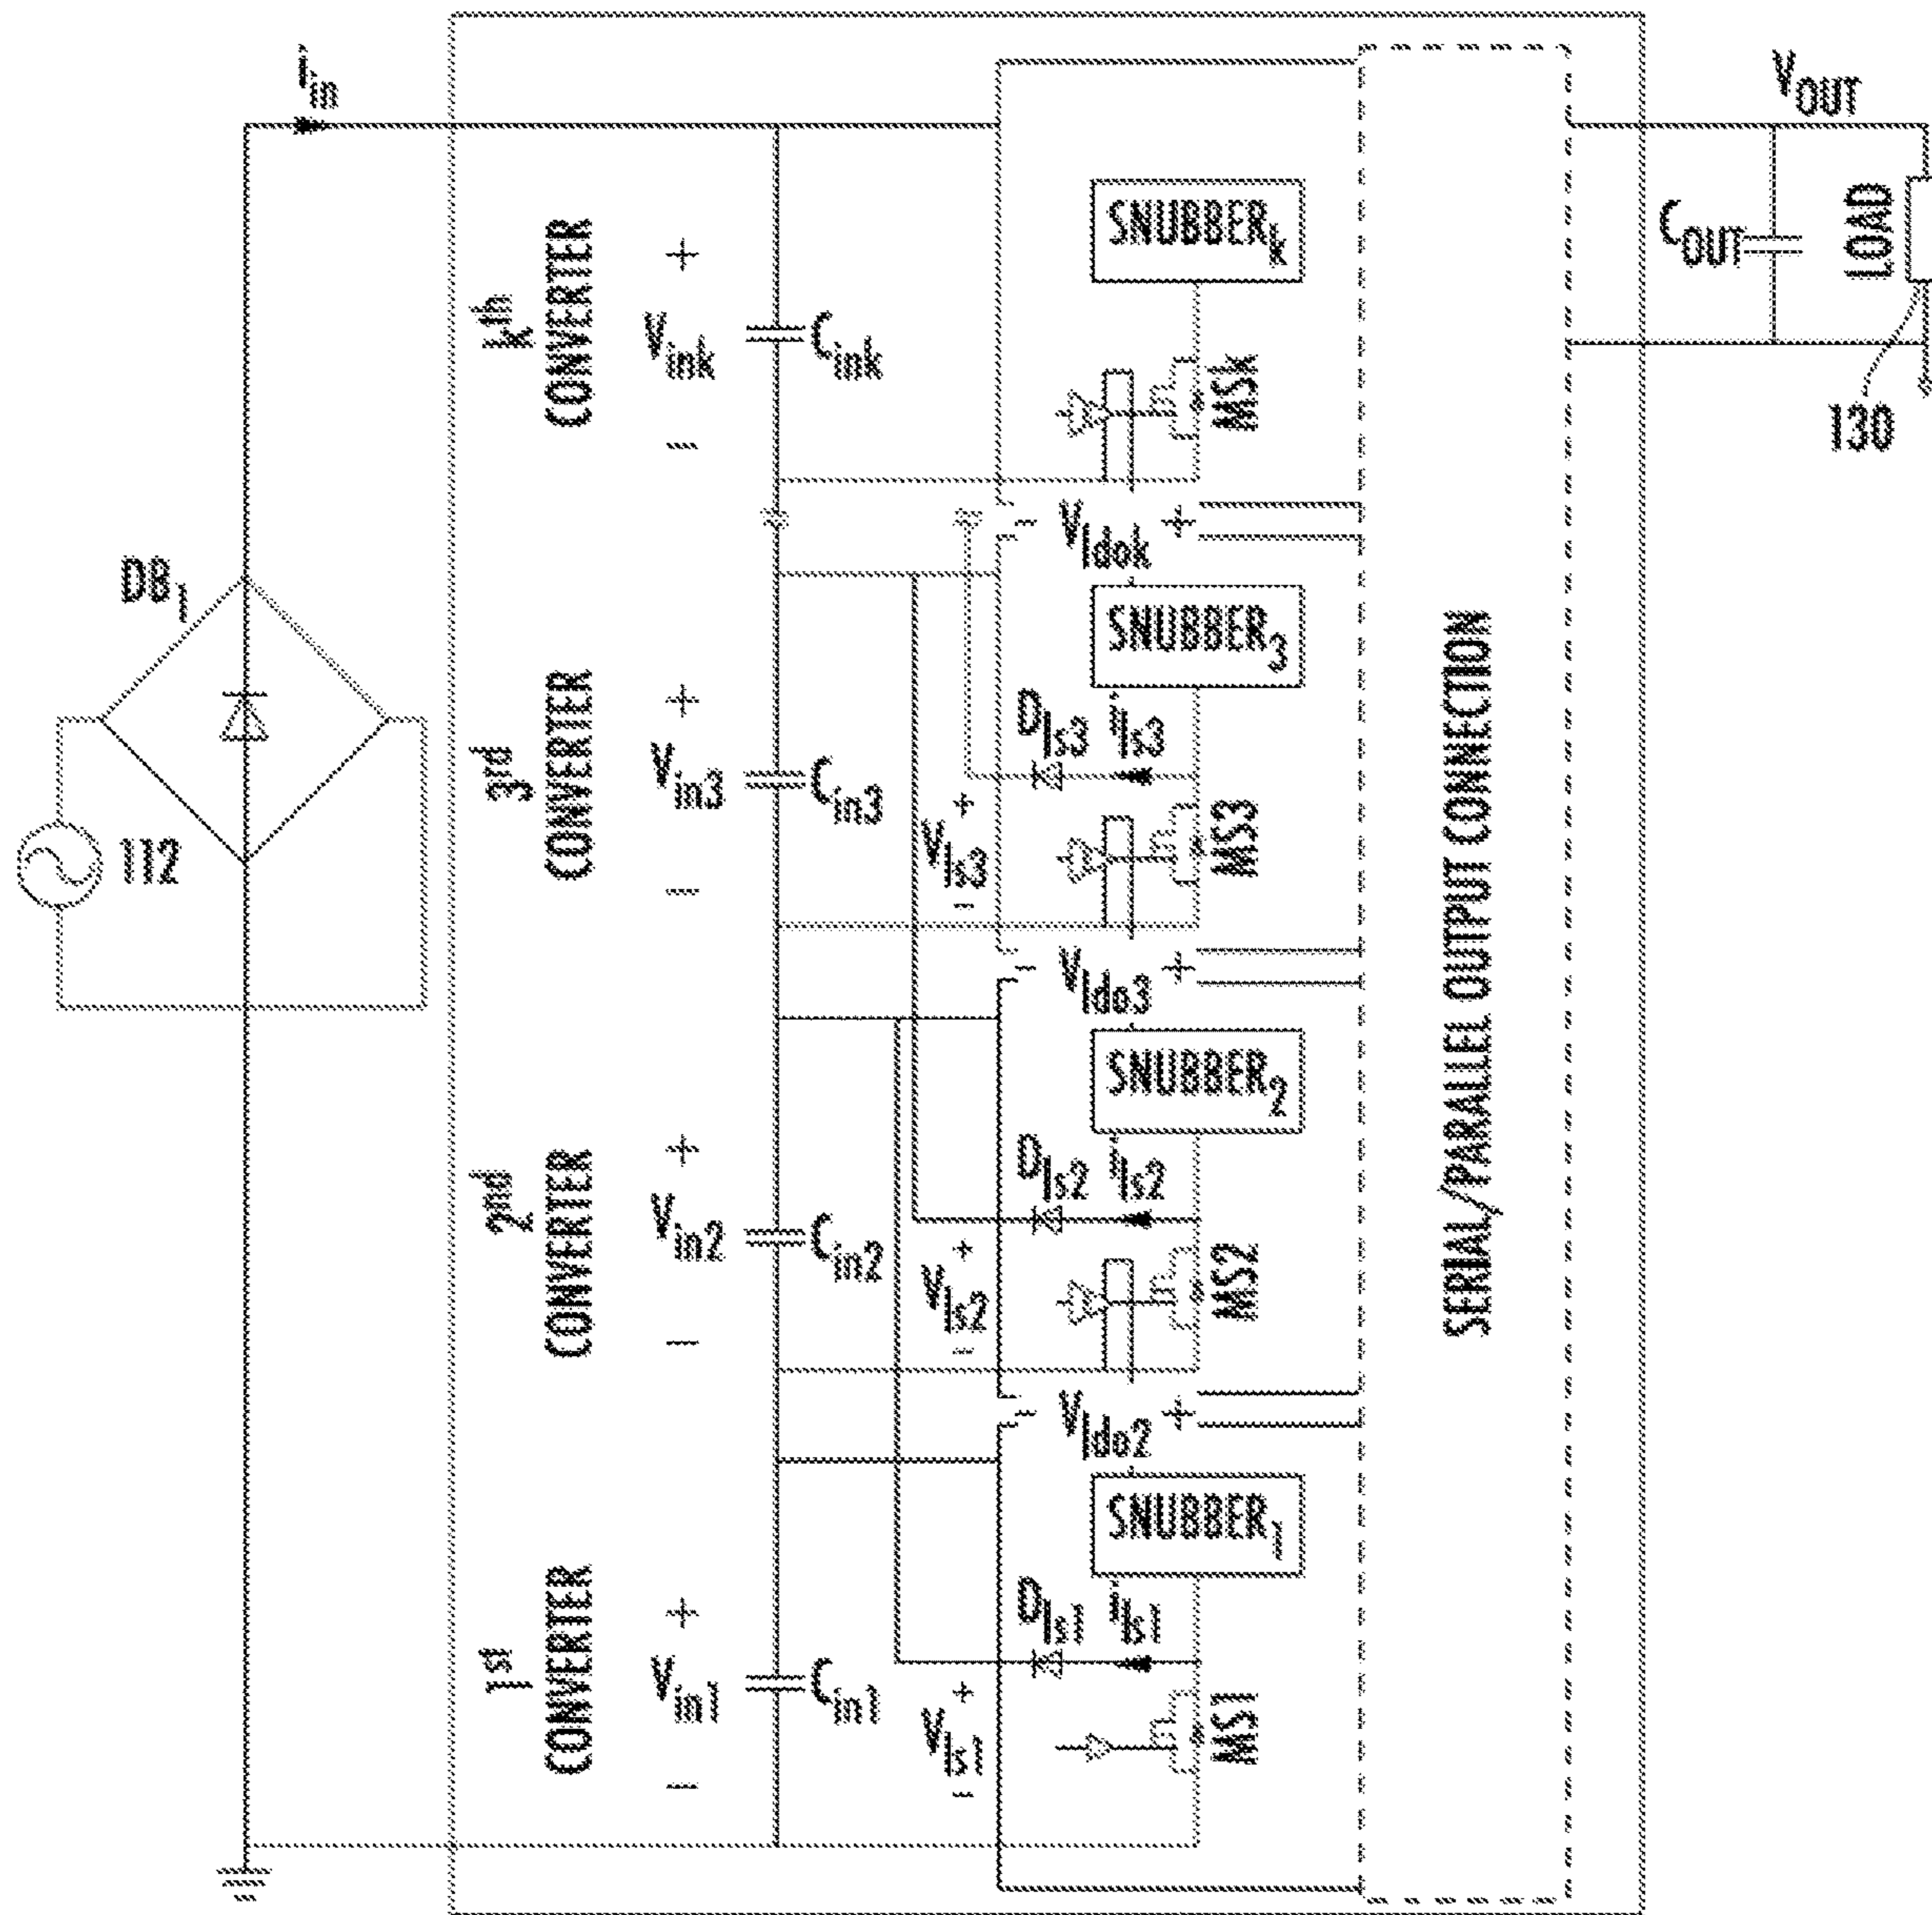 i_in
V_OUT
k^th
CONVERTER
+
V_ink
−
C_ink
SNUBBER_k
MSk
C_OUT
LOAD
130
DB_1
112
− V_ldok +
3^rd
CONVERTER
+
V_in3
−
C_in3
SNUBBER_3
D_ls3
i_ls3
+
V_ls3
−
MS3
− V_ldo3 +
2^nd
CONVERTER
+
V_in2
−
C_in2
SNUBBER_2
D_ls2
i_ls2
+
V_ls2
−
MS2
− V_ldo2 +
1^st
CONVERTER
+
V_in1
−
C_in1
SNUBBER_1
D_ls1
i_ls1
+
V_ls1
−
MS1
SERIAL/PARALLEL OUTPUT CONNECTION